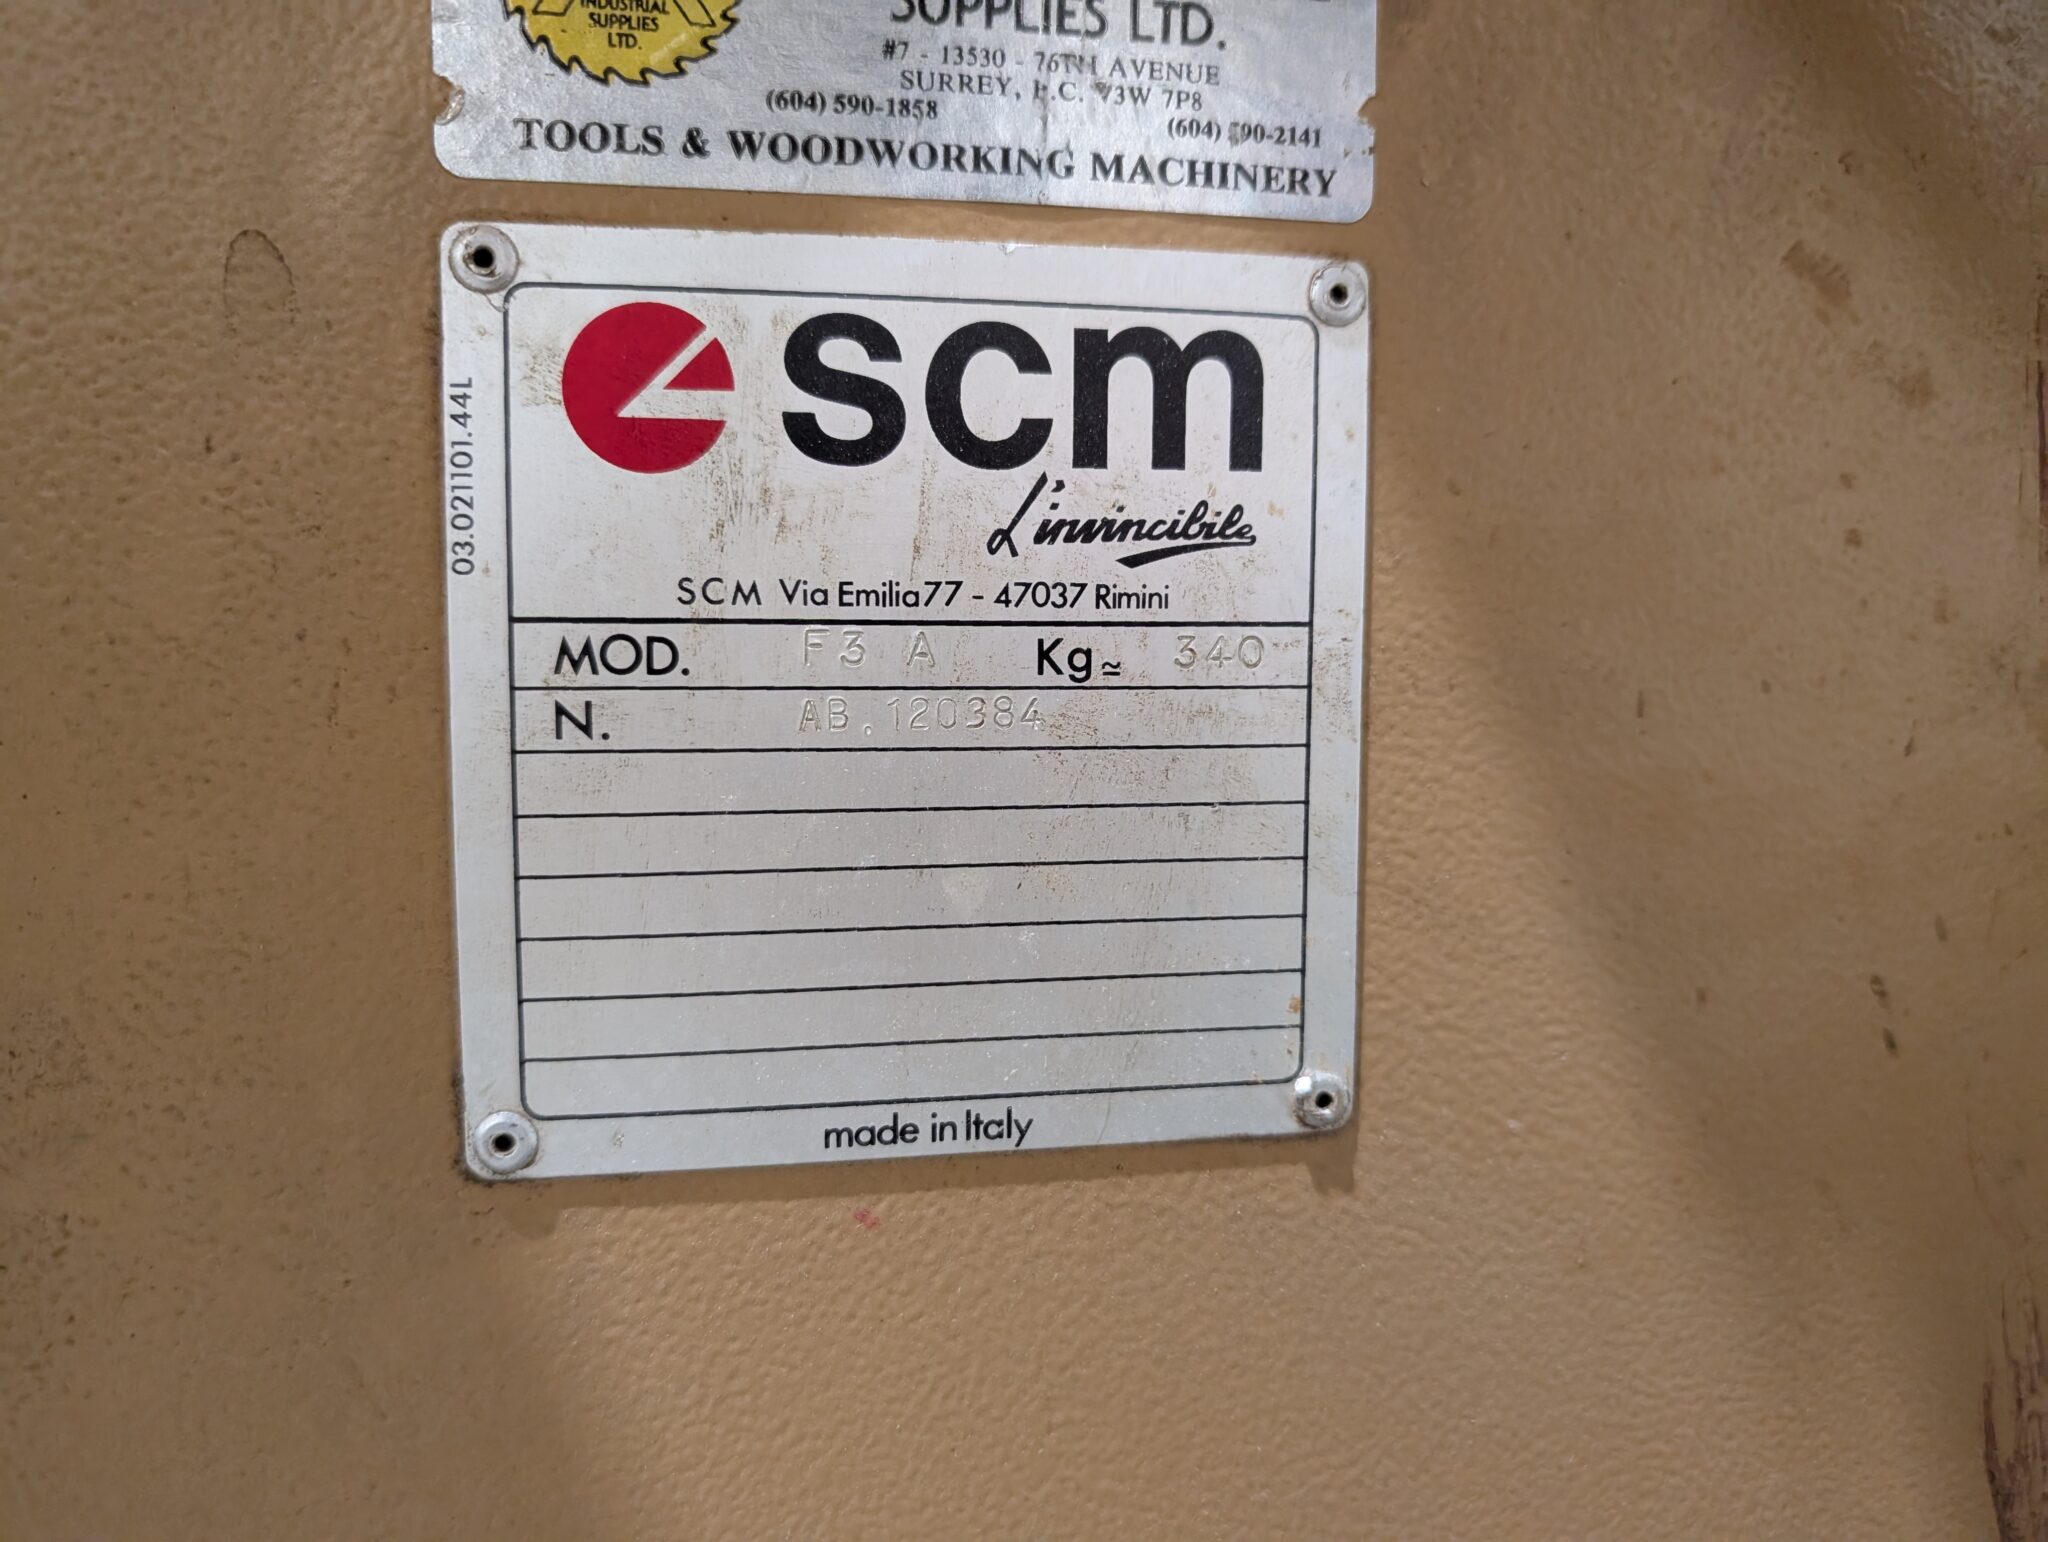 INDUSTRIAL
SUPPLIES
LTD.
SUPPLIES LTD.
#7 - 13530 - 76TH AVENUE
SURREY, B.C. V3W 7P8
(604) 590-1858
(604) 590-2141
TOOLS & WOODWORKING MACHINERY
03.021101.44L
scm
L'invincibile
SCM Via Emilia 77 - 47037 Rimini
MOD. F3 A Kg≃ 340
N. AB.120384
made in Italy